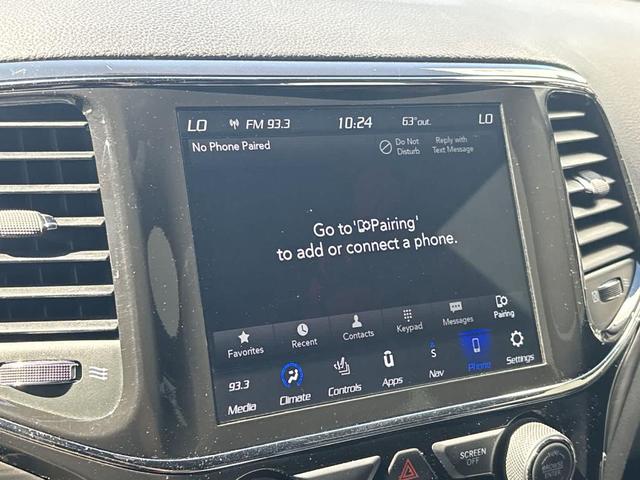 LO FM 93.3 10:24 63° out. LO
No Phone Paired
Do Not
Disturb
Reply with
Text Message
Go to 'Pairing'
to add or connect a phone.
Favorites Recent Contacts Keypad Messages Pairing
93.3 S
Media Climate Controls Apps Nav Phone Settings
SCREEN
OFF
ENTER